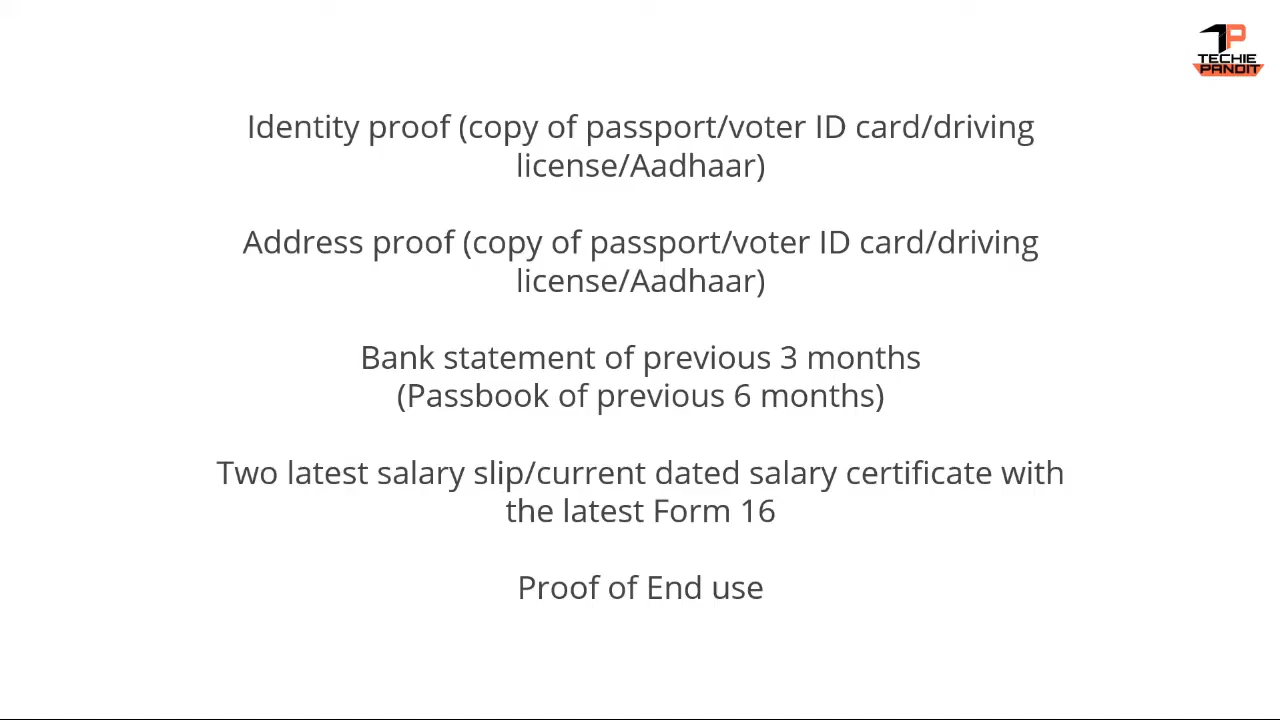 TP
TECHIE
PANDIT
Identity proof (copy of passport/voter ID card/driving
license/Aadhaar)
Address proof (copy of passport/voter ID card/driving
license/Aadhaar)
Bank statement of previous 3 months
(Passbook of previous 6 months)
Two latest salary slip/current dated salary certificate with
the latest Form 16
Proof of End use